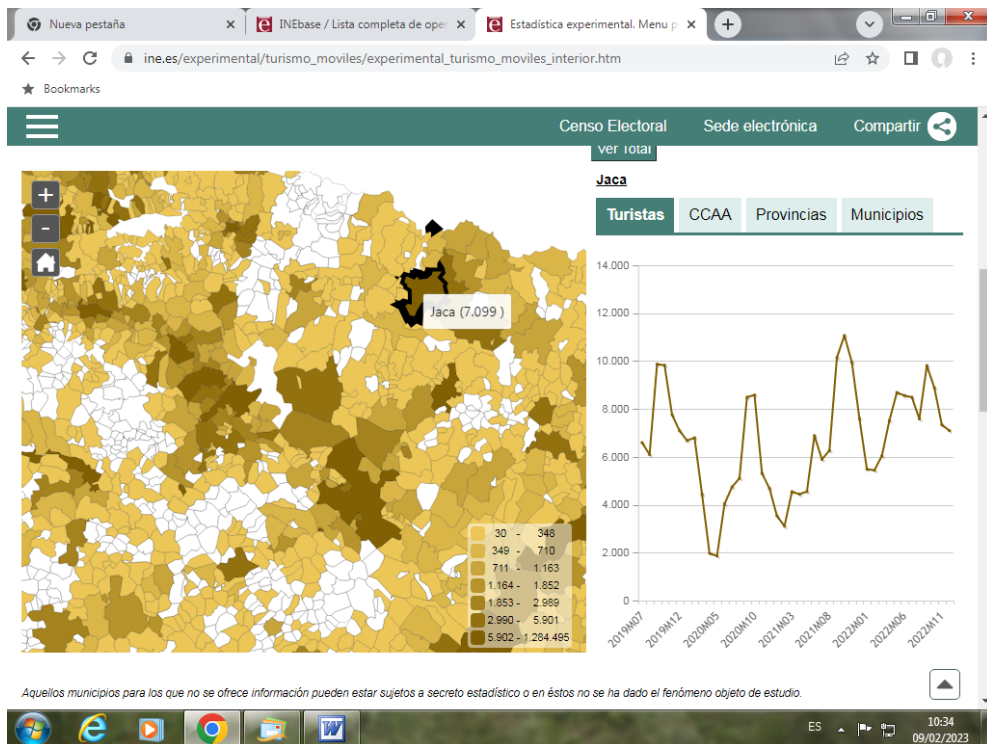 Nueva pestaña
INEbase / Lista completa de oper
Estadística experimental. Menu p
ine.es/experimental/turismo_moviles/experimental_turismo_moviles_interior.htm
Bookmarks
Censo Electoral Sede electrónica Compartir
Ver Total
Jaca
Turistas CCAA Provincias Municipios
+
-
Jaca (7.099 )
14.000
12.000
10.000
8.000
6.000
4.000
2.000
0
2019M07 2019M12 2020M05 2020M10 2021M03 2021M08 2022M01 2022M06 2022M11
30 - 348
349 - 710
711 - 1.163
1.164 - 1.852
1.853 - 2.989
2.990 - 5.901
5.902 - 1.284.495
Aquellos municipios para los que no se ofrece información pueden estar sujetos a secreto estadístico o en éstos no se ha dado el fenómeno objeto de estudio.
ES
10:34
09/02/2023